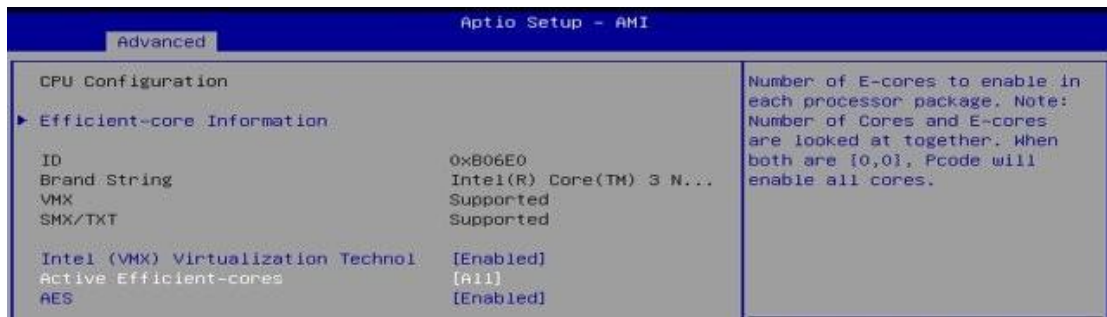 Aptio Setup - AMI
Advanced
CPU Configuration
▶ Efficient-core Information
ID 0xB06E0
Brand String Intel(R) Core(TM) 3 N...
VMX Supported
SMX/TXT Supported
Intel (VMX) Virtualization Technol [Enabled]
Active Efficient-cores [All]
AES [Enabled]
Number of E-cores to enable in
each processor package. Note:
Number of Cores and E-cores
are looked at together. When
both are [0,0], Pcode will
enable all cores.